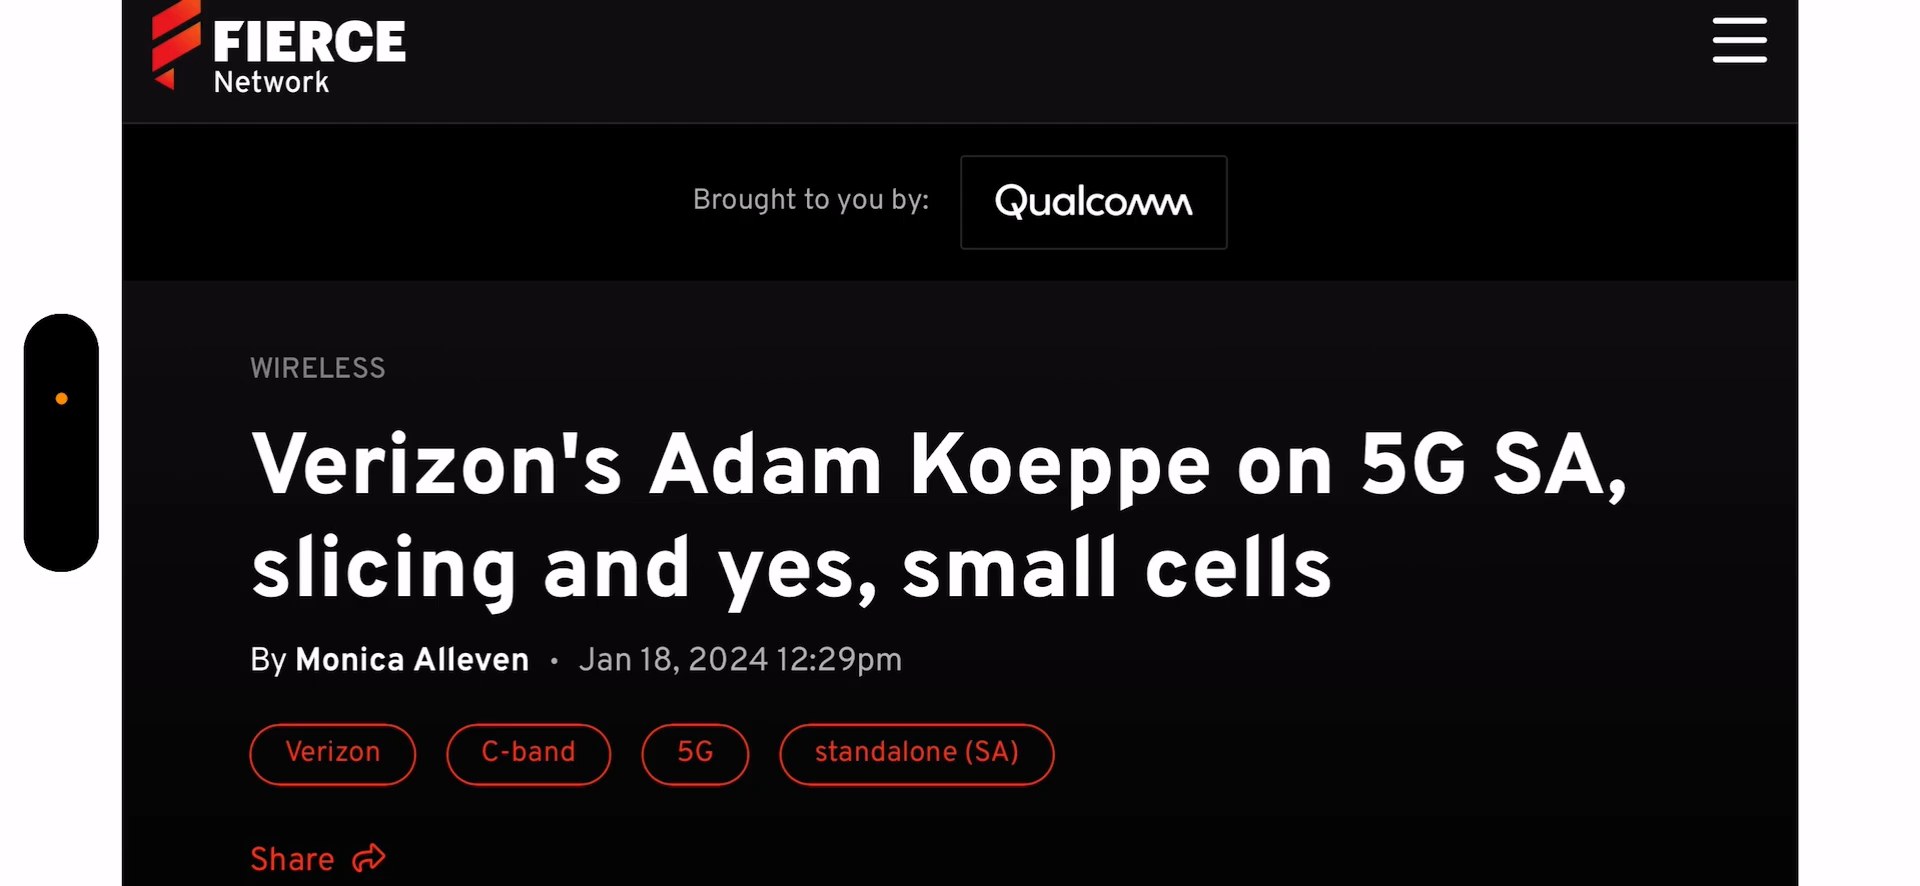 FIERCE
Network
Brought to you by:
Qualcomm
WIRELESS
Verizon's Adam Koeppe on 5G SA,
slicing and yes, small cells
By Monica Alleven • Jan 18, 2024 12:29pm
Verizon C-band 5G standalone (SA)
Share